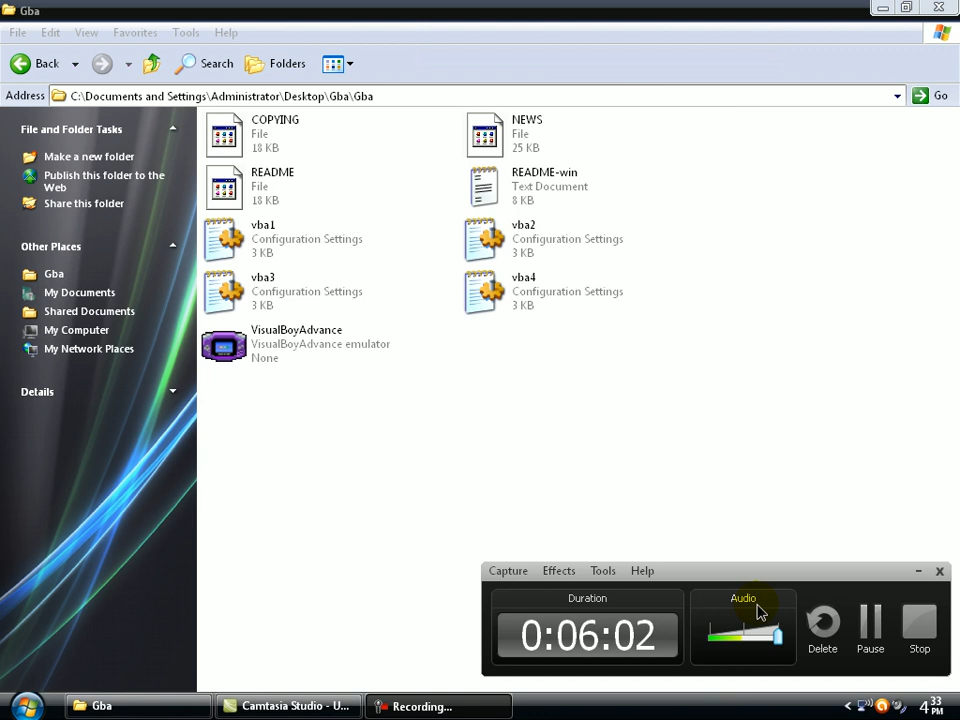 Gba
File Edit View Favorites Tools Help
Back Search Folders
Address C:\Documents and Settings\Administrator\Desktop\Gba\Gba Go
File and Folder Tasks
Make a new folder
Publish this folder to the
Web
Share this folder
Other Places
Gba
My Documents
Shared Documents
My Computer
My Network Places
Details
COPYING
File
18 KB
NEWS
File
25 KB
README
File
18 KB
README-win
Text Document
8 KB
vba1
Configuration Settings
3 KB
vba2
Configuration Settings
3 KB
vba3
Configuration Settings
3 KB
vba4
Configuration Settings
3 KB
VisualBoyAdvance
VisualBoyAdvance emulator
None
Capture Effects Tools Help
Duration
0:06:02
Audio
Delete Pause Stop
Gba Camtasia Studio - U... Recording... 4 33 PM